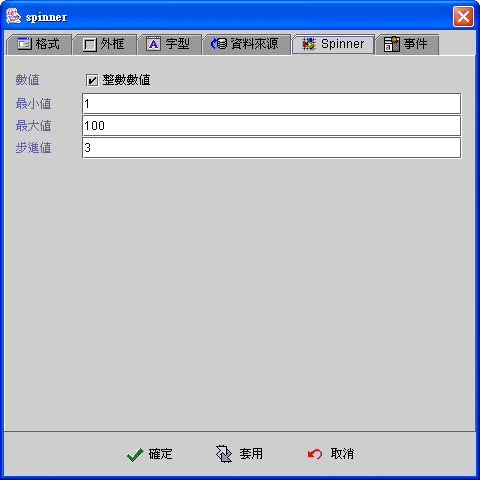 spinner
格式 外框 字型 資料來源 Spinner 事件
數值 整數數值
最小值 1
最大值 100
步進值 3
確定 套用 取消